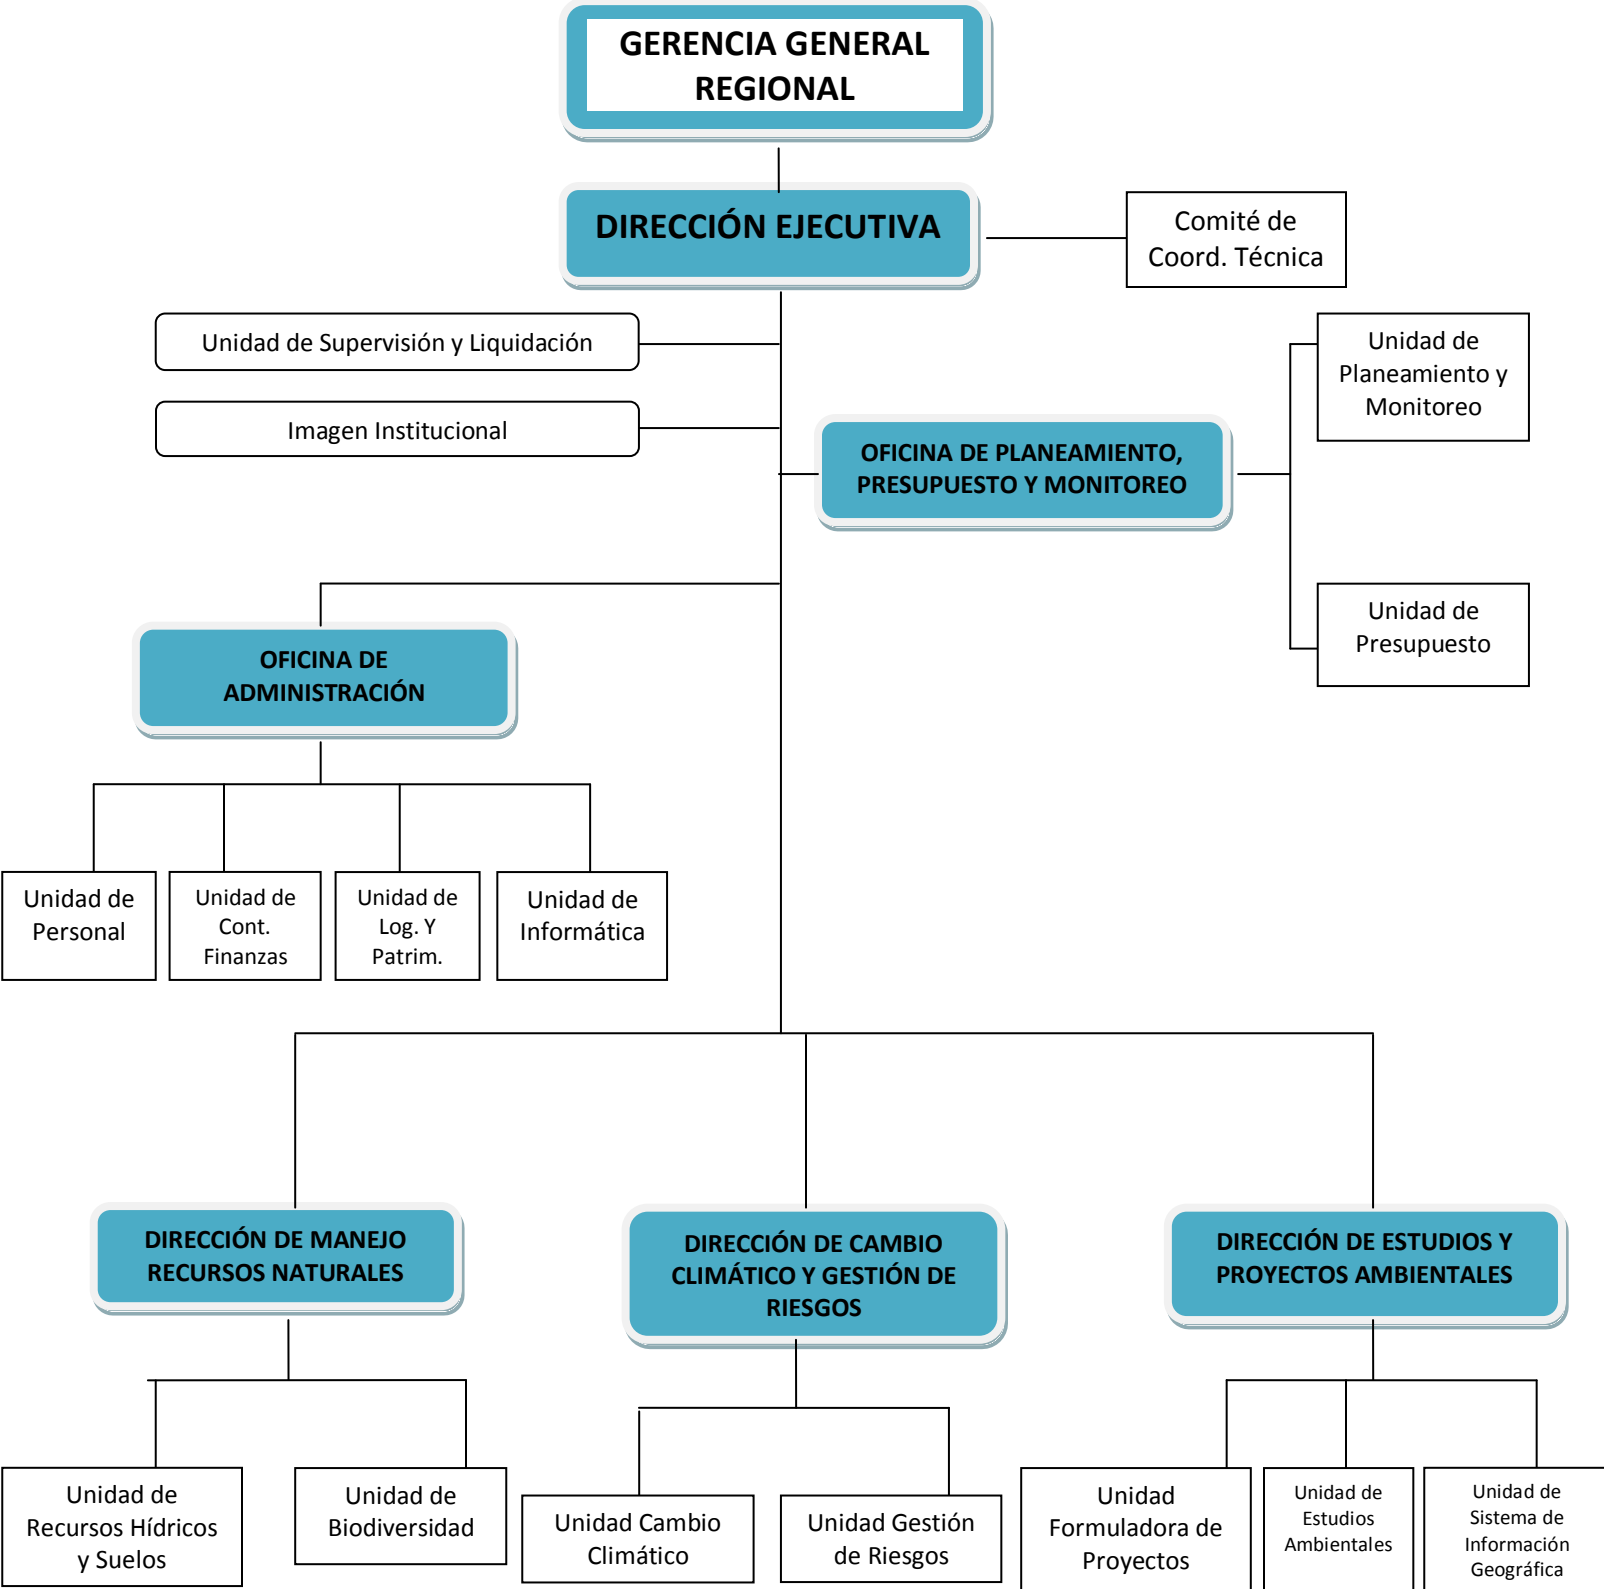 GERENCIA GENERAL
REGIONAL
DIRECCIÓN EJECUTIVA
Comité de
Coord. Técnica
Unidad de Supervisión y Liquidación
Imagen Institucional
Unidad de
Planeamiento y
Monitoreo
OFICINA DE PLANEAMIENTO,
PRESUPUESTO Y MONITOREO
Unidad de
Presupuesto
OFICINA DE
ADMINISTRACIÓN
Unidad de
Personal
Unidad de
Cont.
Finanzas
Unidad de
Log. Y
Patrim.
Unidad de
Informática
DIRECCIÓN DE MANEJO
RECURSOS NATURALES
DIRECCIÓN DE CAMBIO
CLIMÁTICO Y GESTIÓN DE
RIESGOS
DIRECCIÓN DE ESTUDIOS Y
PROYECTOS AMBIENTALES
Unidad de
Recursos Hídricos
y Suelos
Unidad de
Biodiversidad
Unidad Cambio
Climático
Unidad Gestión
de Riesgos
Unidad
Formuladora de
Proyectos
Unidad de
Estudios
Ambientales
Unidad de
Sistema de
Información
Geográfica